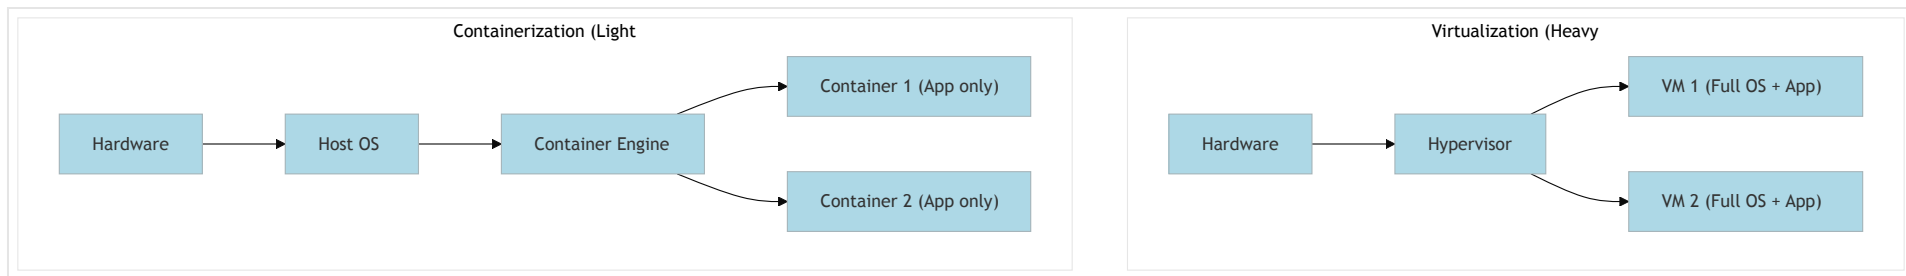 Containerization (Light
Hardware
Host OS
Container Engine
Container 1 (App only)
Container 2 (App only)
Virtualization (Heavy
Hardware
Hypervisor
VM 1 (Full OS + App)
VM 2 (Full OS + App)